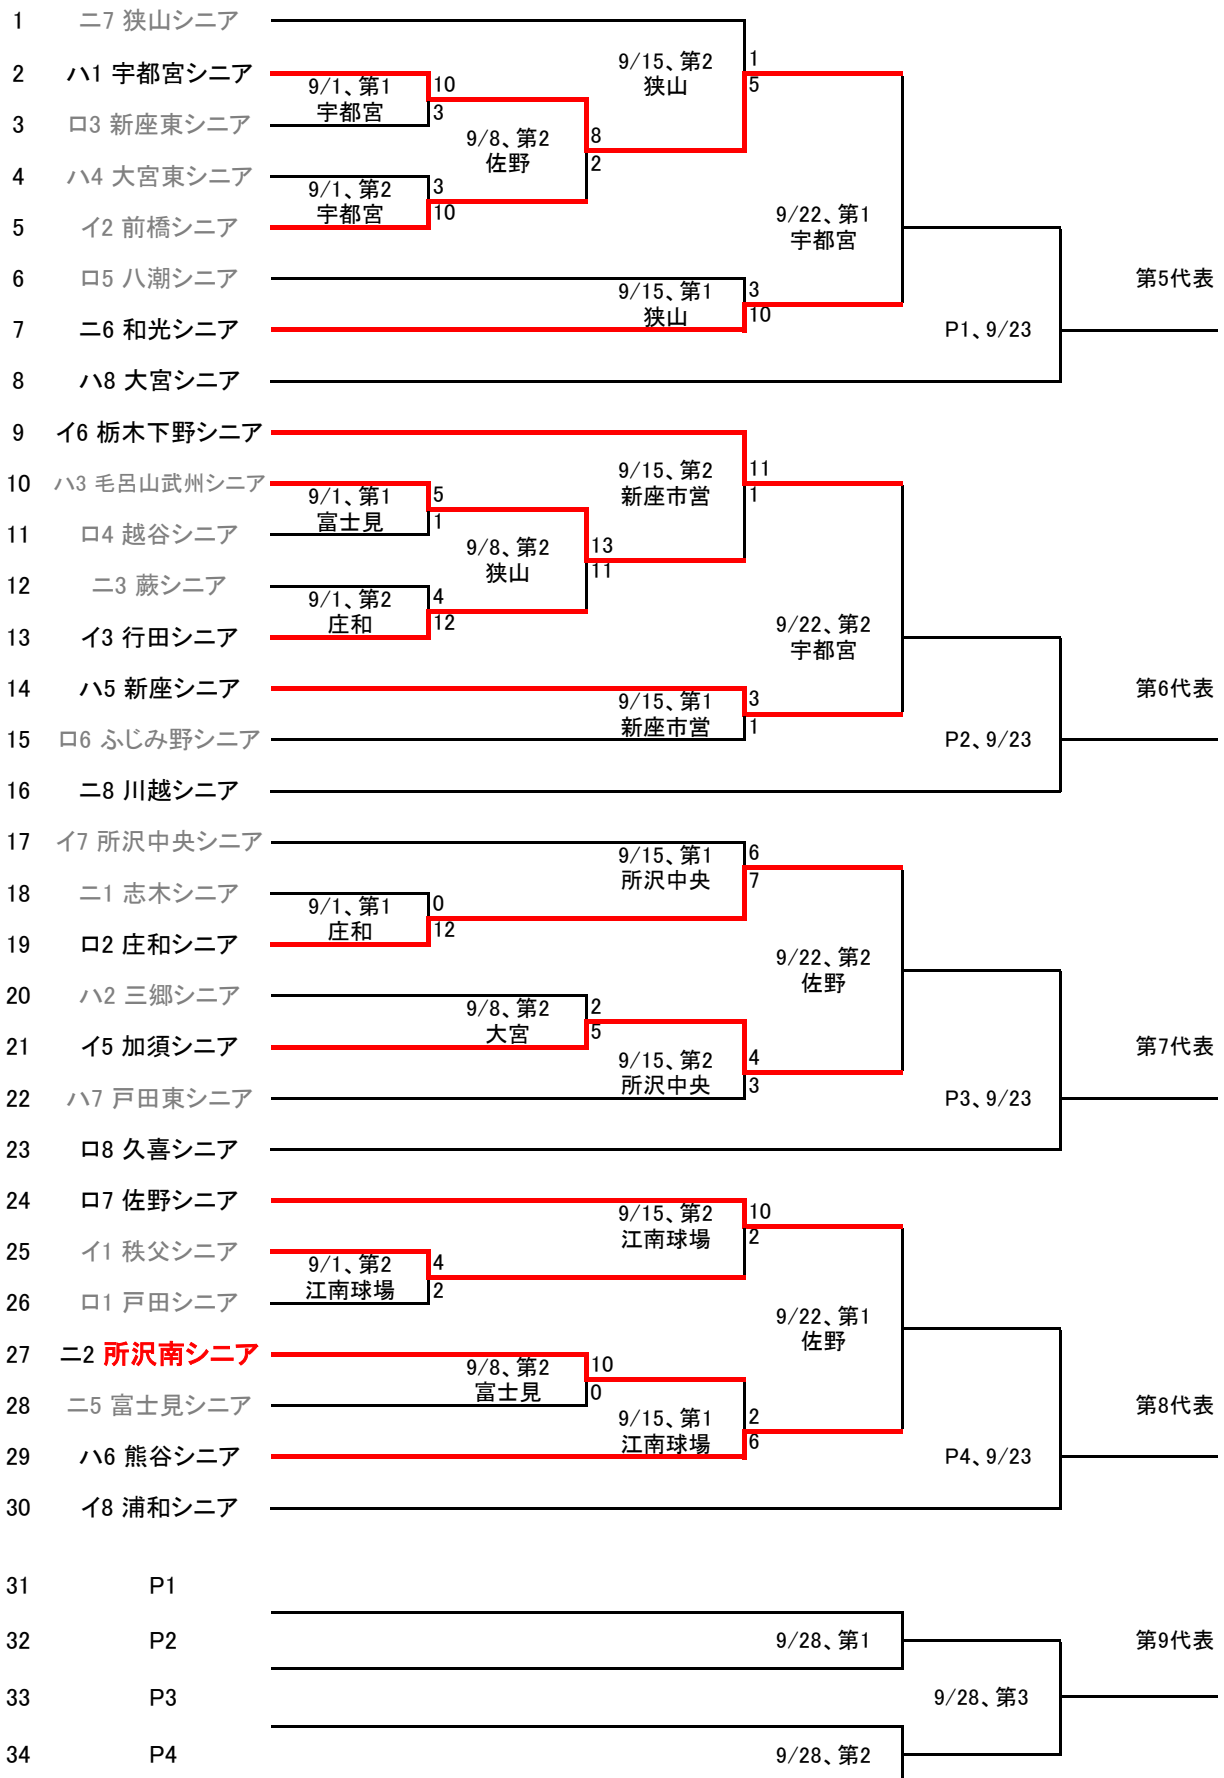 1 ニ7 狭山シニア
9/15、第2 1
2 ハ1 宇都宮シニア
狭山 5
9/1、第1 10
宇都宮 3
3 ロ3 新座東シニア
9/8、第2 8
佐野 2
4 ハ4 大宮東シニア
9/1、第2 3
宇都宮 10
5 イ2 前橋シニア
9/22、第1
宇都宮
6 ロ5 八潮シニア
第5代表
9/15、第1 3
狭山 10
7 ニ6 和光シニア
P1、9/23
8 ハ8 大宮シニア
9 イ6 栃木下野シニア
9/15、第2 11
新座市営 1
10 ハ3 毛呂山武州シニア
9/1、第1 5
富士見 1
11 ロ4 越谷シニア
9/8、第2 13
狭山 11
12 ニ3 蕨シニア
9/1、第2 4
庄和 12
13 イ3 行田シニア
9/22、第2
宇都宮
14 ハ5 新座シニア
第6代表
9/15、第1 3
新座市営 1
15 ロ6 ふじみ野シニア
P2、9/23
16 ニ8 川越シニア
17 イ7 所沢中央シニア
9/15、第1 6
所沢中央 7
18 ニ1 志木シニア
9/1、第1 0
庄和 12
19 ロ2 庄和シニア
9/22、第2
佐野
20 ハ2 三郷シニア
9/8、第2 2
大宮 5
21 イ5 加須シニア
第7代表
9/15、第2 4
所沢中央 3
22 ハ7 戸田東シニア
P3、9/23
23 ロ8 久喜シニア
24 ロ7 佐野シニア
9/15、第2 10
江南球場 2
25 イ1 秩父シニア
9/1、第2 4
江南球場 2
26 ロ1 戸田シニア
9/22、第1
佐野
27 ニ2 所沢南シニア
9/8、第2 10
富士見 0
28 ニ5 富士見シニア
第8代表
9/15、第1 2
江南球場 6
29 ハ6 熊谷シニア
P4、9/23
30 イ8 浦和シニア
31 P1
32 P2
9/28、第1
第9代表
33 P3
9/28、第3
34 P4
9/28、第2